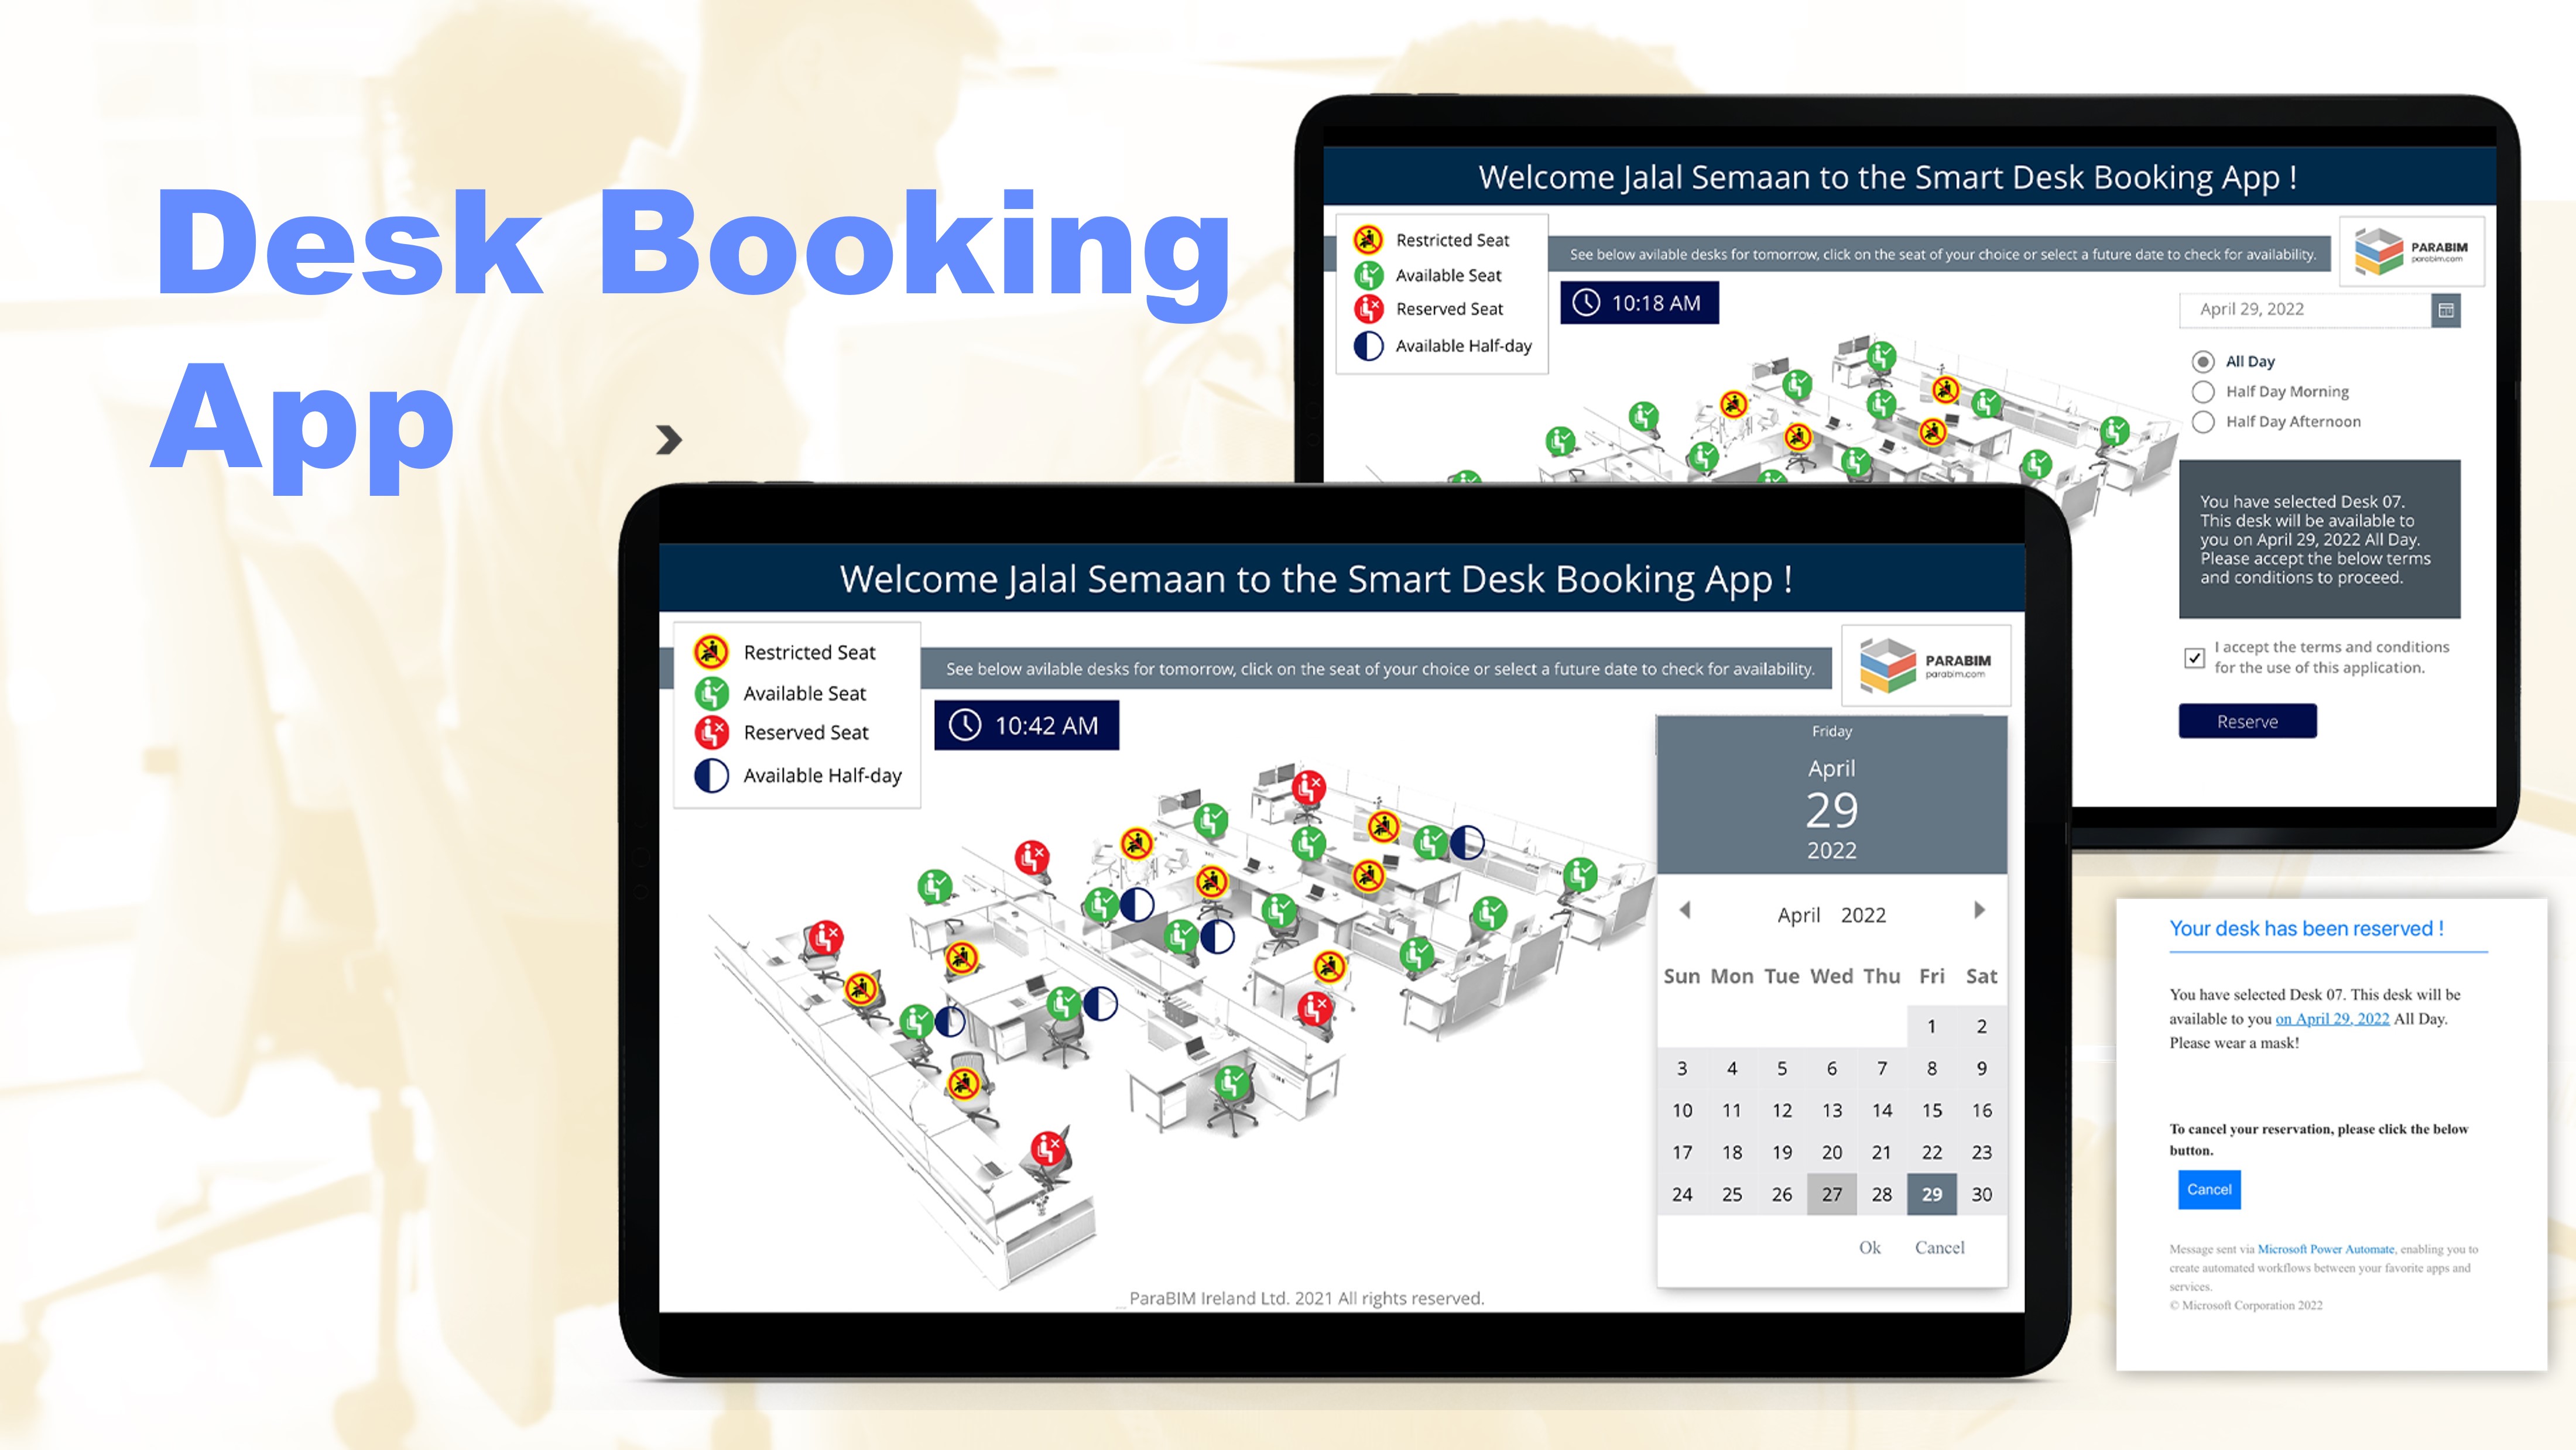 Desk Booking
App
Welcome Jalal Semaan to the Smart Desk Booking App !
Restricted Seat
Available Seat
Reserved Seat
Available Half-day
See below avilable desks for tomorrow, click on the seat of your choice or select a future date to check for availability.
PARABIM
parabim.com
10:18 AM
April 29, 2022
All Day
Half Day Morning
Half Day Afternoon
You have selected Desk 07.
This desk will be available to
you on April 29, 2022 All Day.
Please accept the below terms
and conditions to proceed.
I accept the terms and conditions
for the use of this application.
Reserve
Welcome Jalal Semaan to the Smart Desk Booking App !
Restricted Seat
Available Seat
Reserved Seat
Available Half-day
See below avilable desks for tomorrow, click on the seat of your choice or select a future date to check for availability.
PARABIM
parabim.com
10:42 AM
Friday
April
29
2022
April 2022
Sun Mon Tue Wed Thu Fri Sat
1 2
3 4 5 6 7 8 9
10 11 12 13 14 15 16
17 18 19 20 21 22 23
24 25 26 27 28 29 30
Ok Cancel
ParaBIM Ireland Ltd. 2021 All rights reserved.
Your desk has been reserved !
You have selected Desk 07. This desk will be
available to you on April 29, 2022 All Day.
Please wear a mask!
To cancel your reservation, please click the below
button.
Cancel
Message sent via Microsoft Power Automate, enabling you to
create automated workflows between your favorite apps and
services.
© Microsoft Corporation 2022